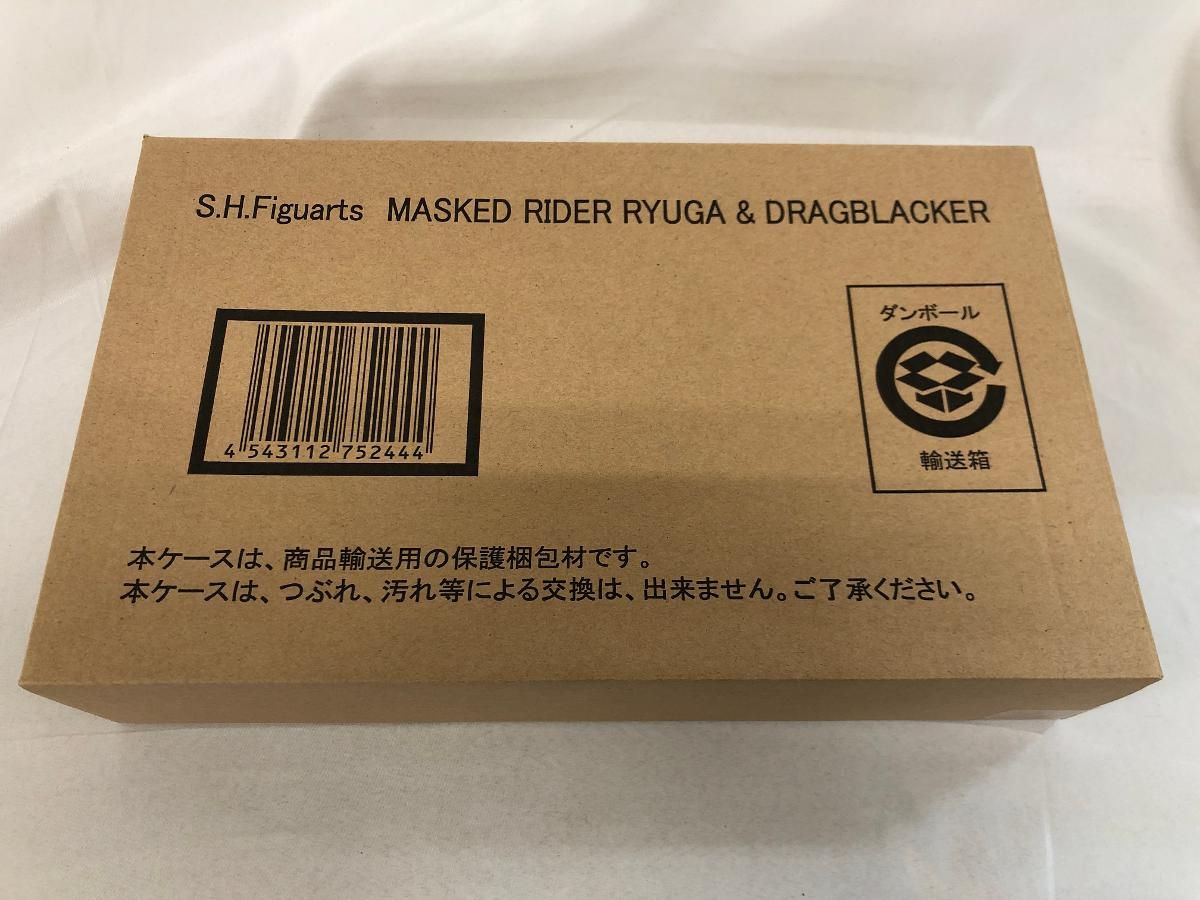 S.H.Figuarts MASKED RIDER RYUGA & DRAGBLACKER
ダンボール
輸送箱
4 543112 752444
本ケースは、商品輸送用の保護梱包材です。
本ケースは、つぶれ、汚れ等による交換は、出来ません。ご了承ください。